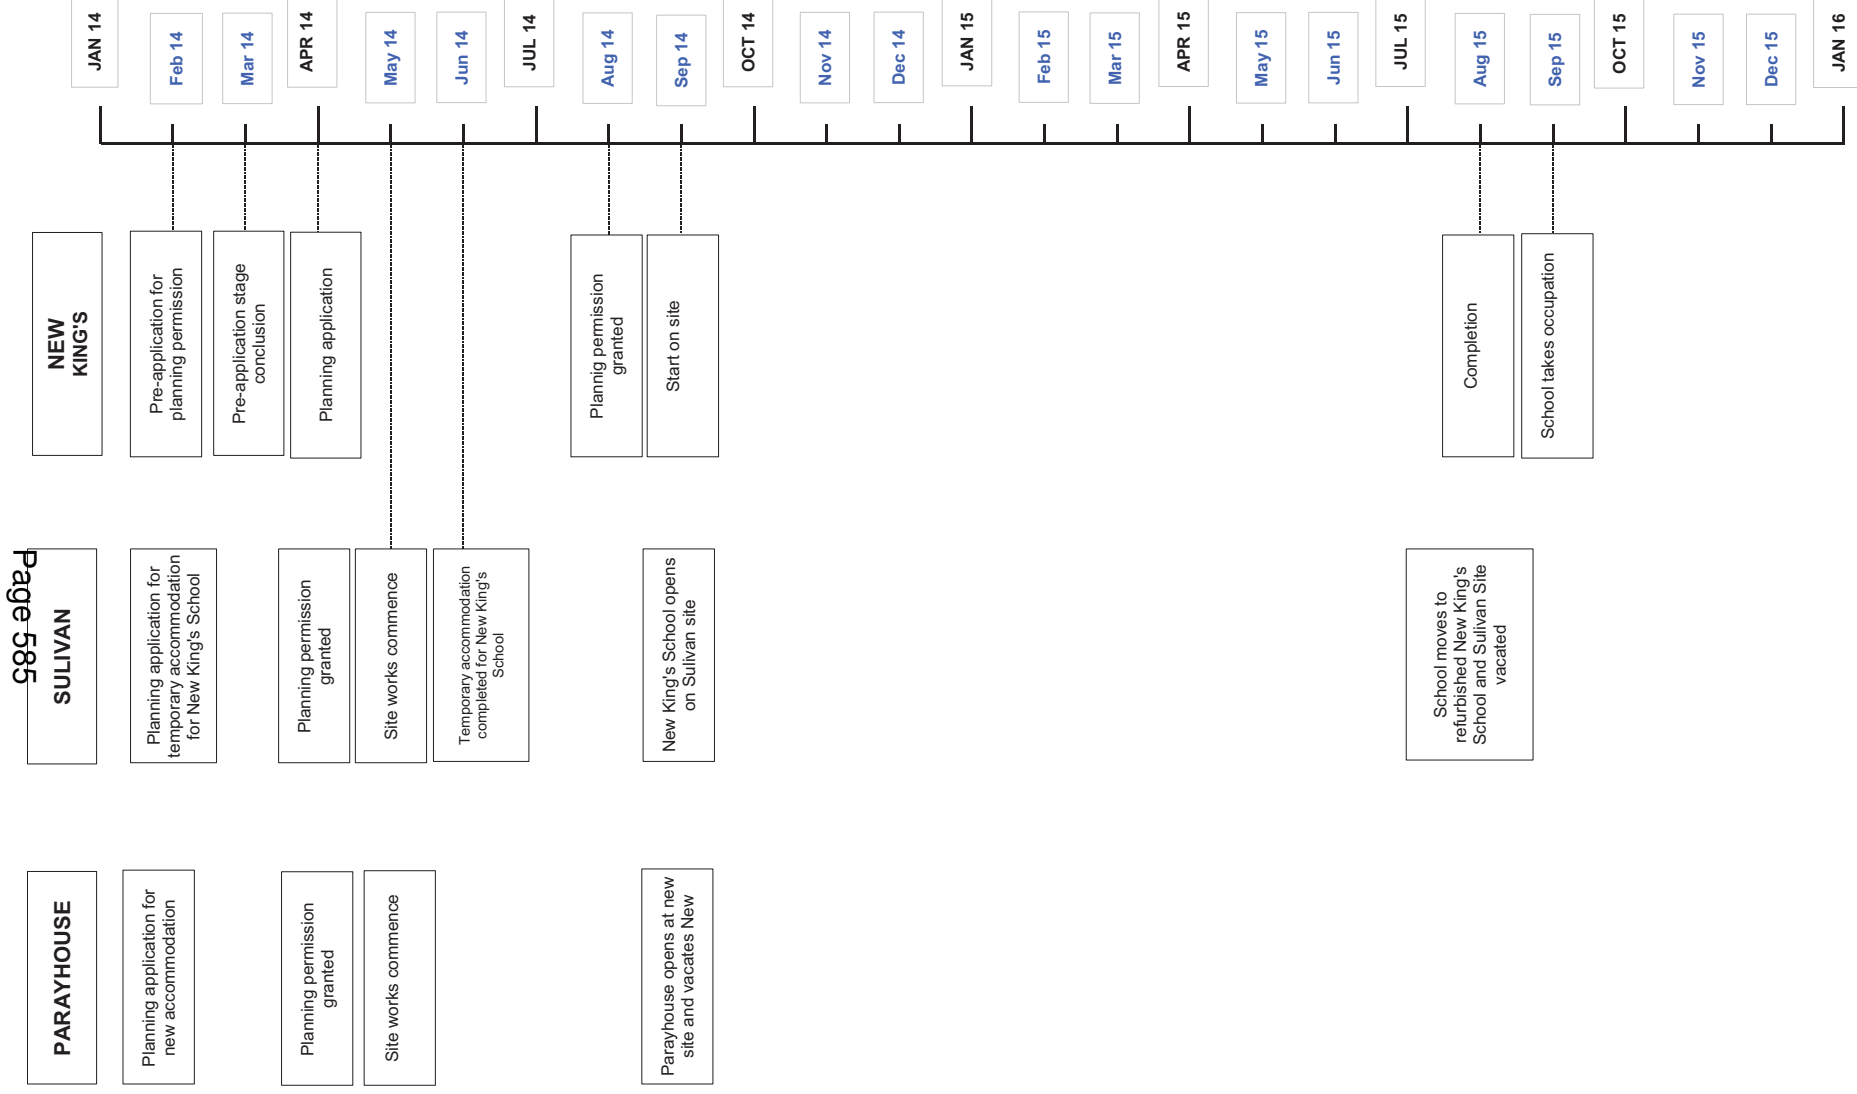 JAN 14
Feb 14
Mar 14
APR 14
May 14
Jun 14
JUL 14
Aug 14
Sep 14
OCT 14
Nov 14
Dec 14
JAN 15
Feb 15
Mar 15
APR 15
May 15
Jun 15
JUL 15
Aug 15
Sep 15
OCT 15
Nov 15
Dec 15
JAN 16
NEW
KING'S
Pre-application for
planning permission
Pre-application stage
conclusion
Planning application
Plannig permission
granted
Start on site
Completion
School takes occupation
Page 585
SULIVAN
Planning application for
temporary accommodation
for New King's School
Planning permission
granted
Site works commence
Temporary accommodation
completed for New King's
School
New King's School opens
on Sulivan site
School moves to
refurbished New King's
School and Sulivan Site
vacated
PARAYHOUSE
Planning application for
new accommodation
Planning permission
granted
Site works commence
Parayhouse opens at new
site and vacates New